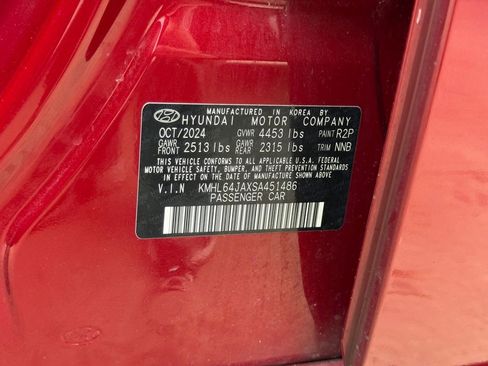 MANUFACTURED IN KOREA BY
HYUNDAI MOTOR COMPANY
OCT/2024 GVWR 4453 lbs PAINT R2P
GAWR FRONT 2513 lbs GAWR REAR 2315 lbs TRIM NNB
THIS VEHICLE CONFORMS TO ALL APPLICABLE U.S.A. FEDERAL
MOTOR VEHICLE SAFETY, BUMPER, AND THEFT PREVENTION
STANDARDS IN EFFECT ON THE DATE OF MANUFACTURE SHOWN ABOVE.
V.I.N KMHL64JAXSA451486
PASSENGER CAR